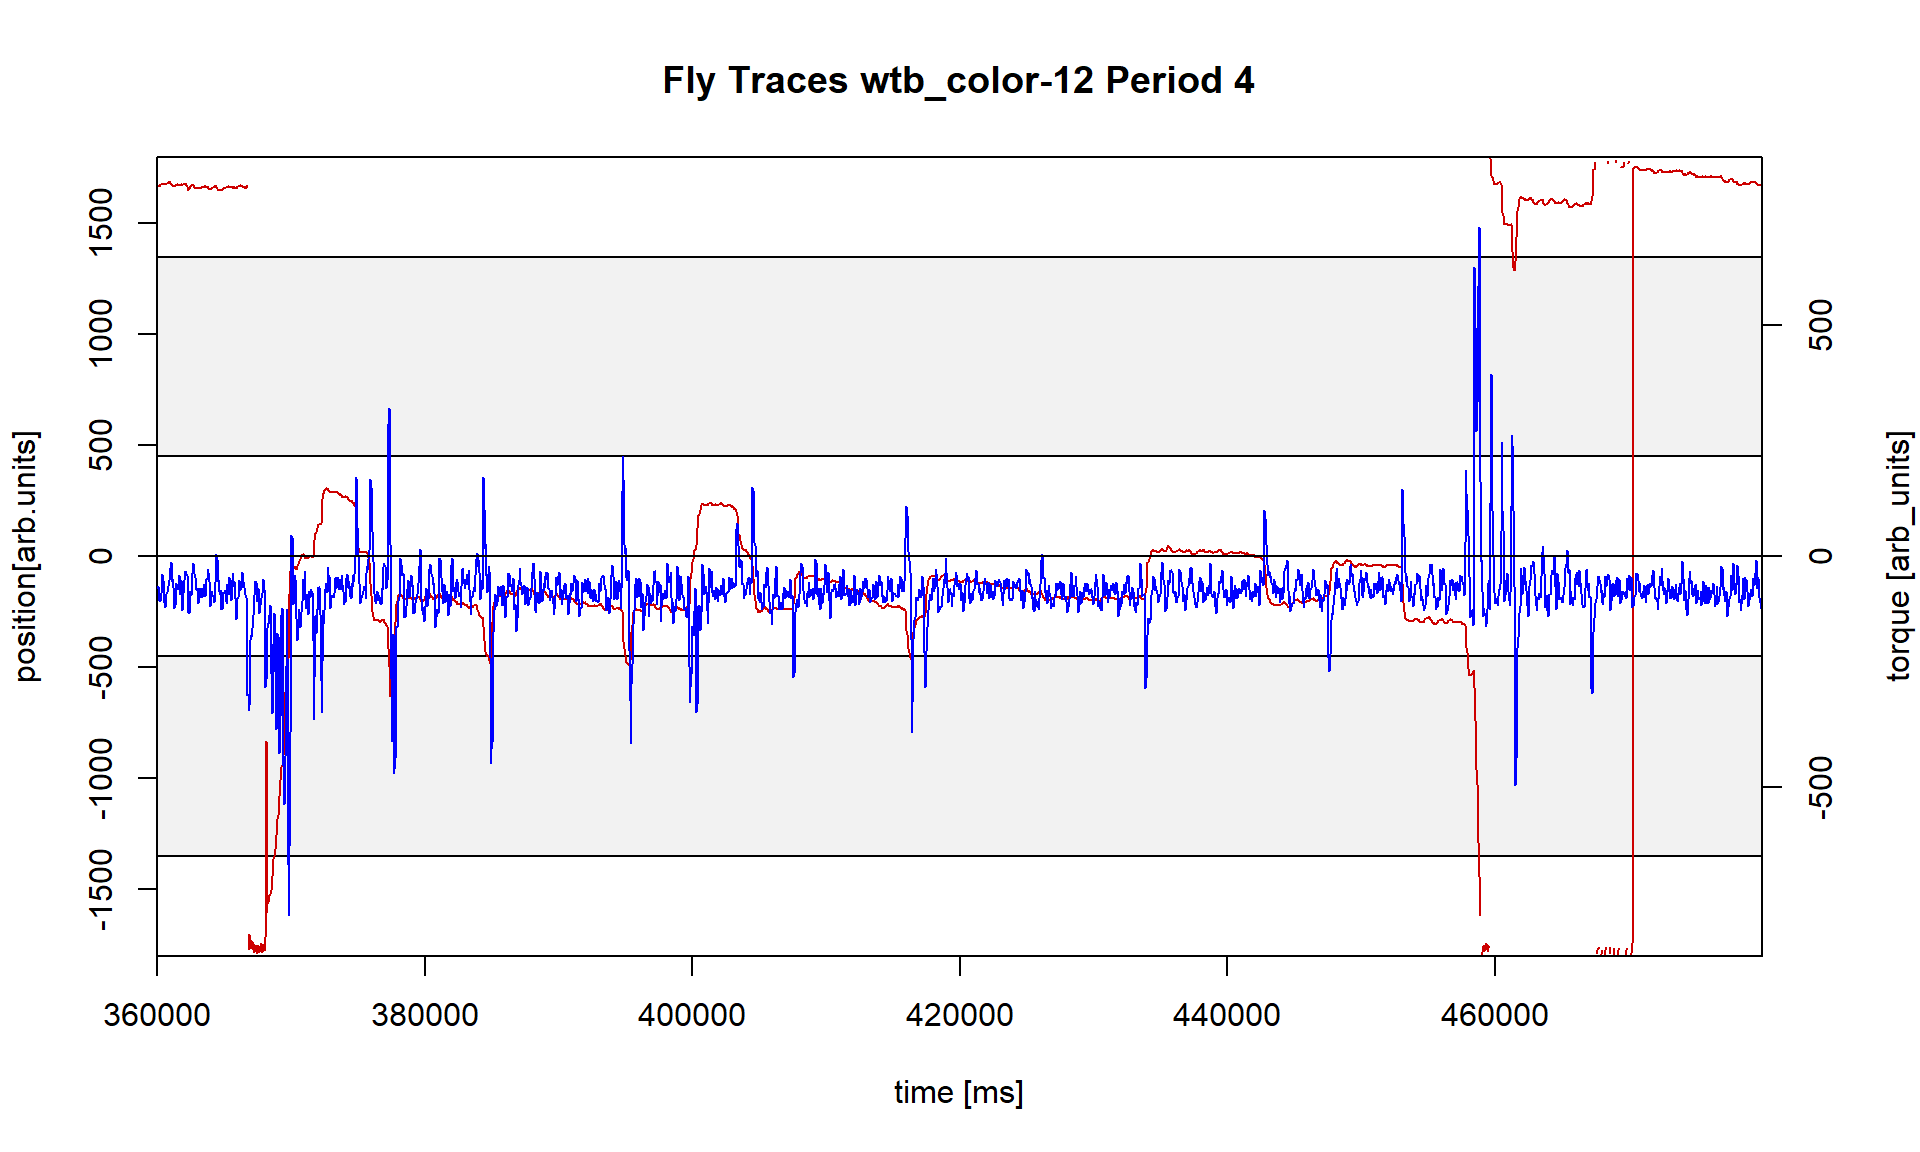 Fly Traces wtb_color-12 Period 4
position[arb.units]
1500
1000
500
0
-500
-1000
-1500
500
0
-500
torque [arb_units]
360000 380000 400000 420000 440000 460000
time [ms]